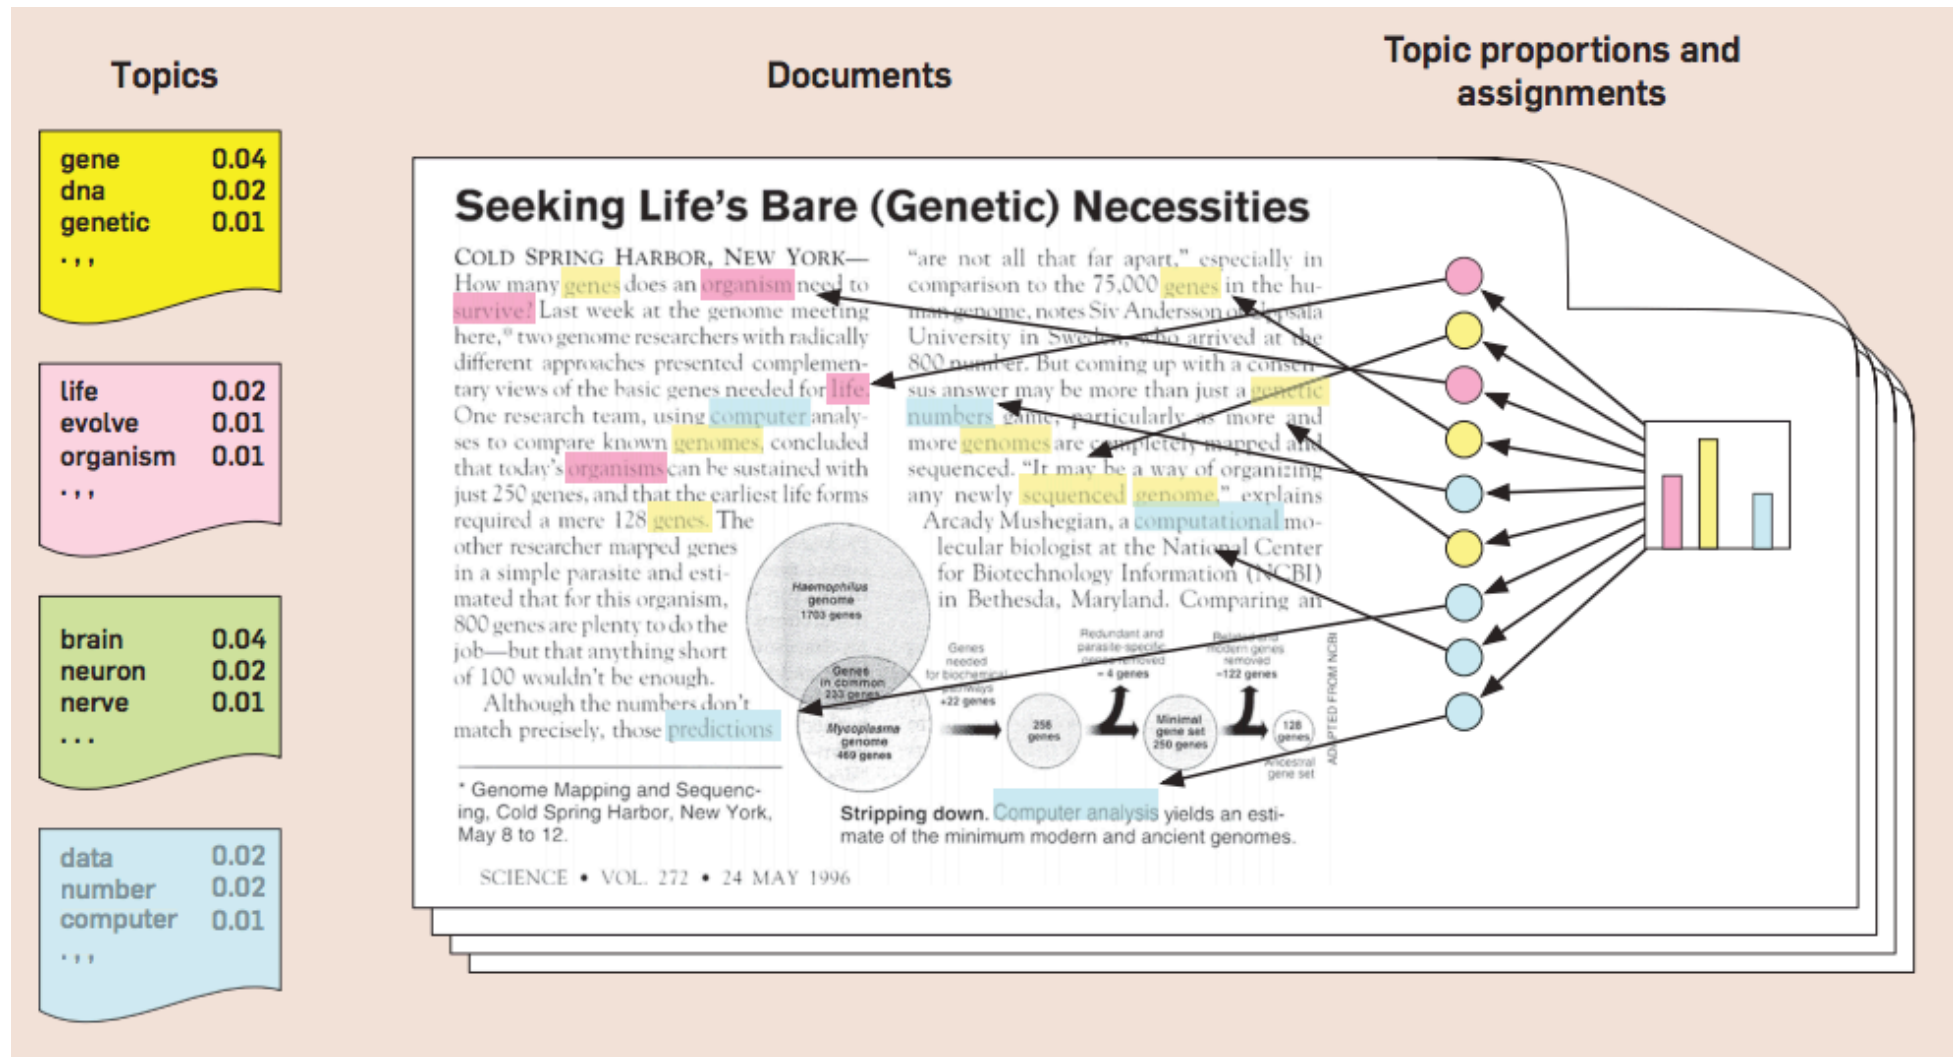 Topics
gene 0.04
dna 0.02
genetic 0.01
. , ,
life 0.02
evolve 0.01
organism 0.01
. , ,
brain 0.04
neuron 0.02
nerve 0.01
. . .
data 0.02
number 0.02
computer 0.01
. , ,
Documents
Seeking Life's Bare (Genetic) Necessities
COLD SPRING HARBOR, NEW YORK—
How many genes does an organism need to
survive? Last week at the genome meeting
here,* two genome researchers with radically
different approaches presented complemen-
tary views of the basic genes needed for life.
One research team, using computer analy-
ses to compare known genomes, concluded
that today's organisms can be sustained with
just 250 genes, and that the earliest life forms
required a mere 128 genes. The
other researcher mapped genes
in a simple parasite and esti-
mated that for this organism,
800 genes are plenty to do the
job—but that anything short
of 100 wouldn't be enough.
Although the numbers don't
match precisely, those predictions
* Genome Mapping and Sequenc-
ing, Cold Spring Harbor, New York,
May 8 to 12.
"are not all that far apart," especially in
comparison to the 75,000 genes in the hu-
man genome, notes Siv Andersson of Uppsala
University in Sweden, who arrived at the
800 number. But coming up with a consen-
sus answer may be more than just a genetic
numbers game, particularly as more and
more genomes are completely mapped and
sequenced. "It may be a way of organizing
any newly sequenced genome," explains
Arcady Mushegian, a computational mo-
lecular biologist at the National Center
for Biotechnology Information (NCBI)
in Bethesda, Maryland. Comparing an
Haemophilus
genome
1703 genes
Genes
in common
233 genes
Mycoplasma
genome
469 genes
Genes
needed
for biochemical
pathways
+22 genes
256
genes
Redundant and
parasite-specific
genes removed
– 4 genes
Minimal
gene set
250 genes
Related and
modern genes
removed
–122 genes
128
genes
Ancestral
gene set
ADAPTED FROM NCBI
Stripping down. Computer analysis yields an esti-
mate of the minimum modern and ancient genomes.
SCIENCE • VOL. 272 • 24 MAY 1996
Topic proportions and
assignments